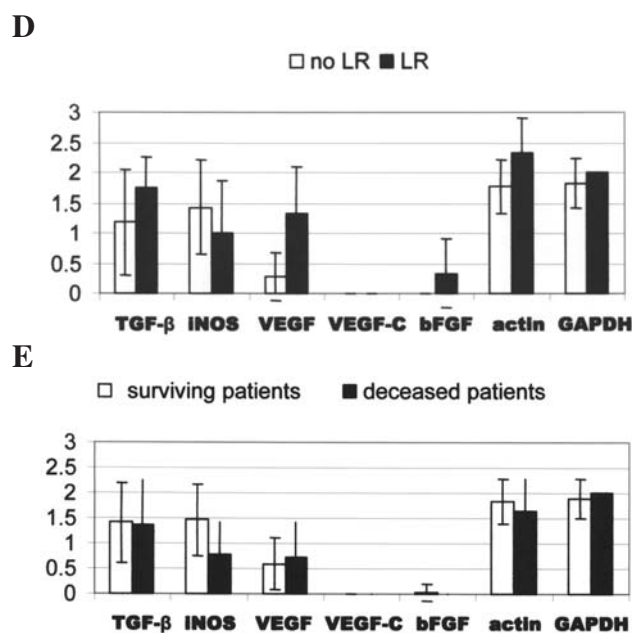 D
no LR LR
3
2.5
2
1.5
1
0.5
0
TGF-β iNOS VEGF VEGF-C bFGF actin GAPDH
E
surviving patients deceased patients
3
2.5
2
1.5
1
0.5
0
TGF-β iNOS VEGF VEGF-C bFGF actin GAPDH